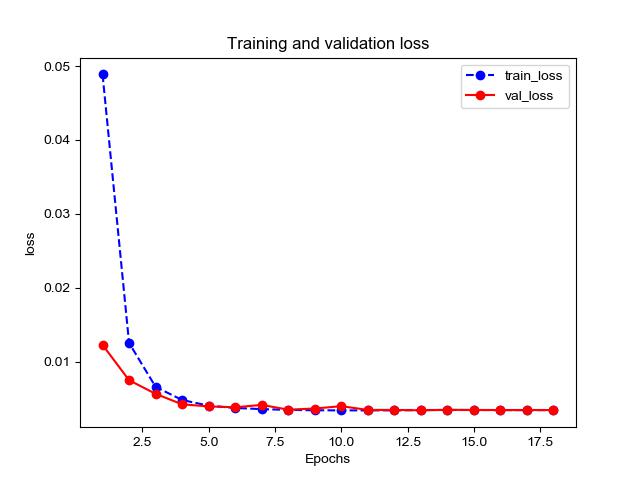 Training and validation loss
train_loss
val_loss
0.05
0.04
0.03
0.02
0.01
loss
2.5 5.0 7.5 10.0 12.5 15.0 17.5
Epochs